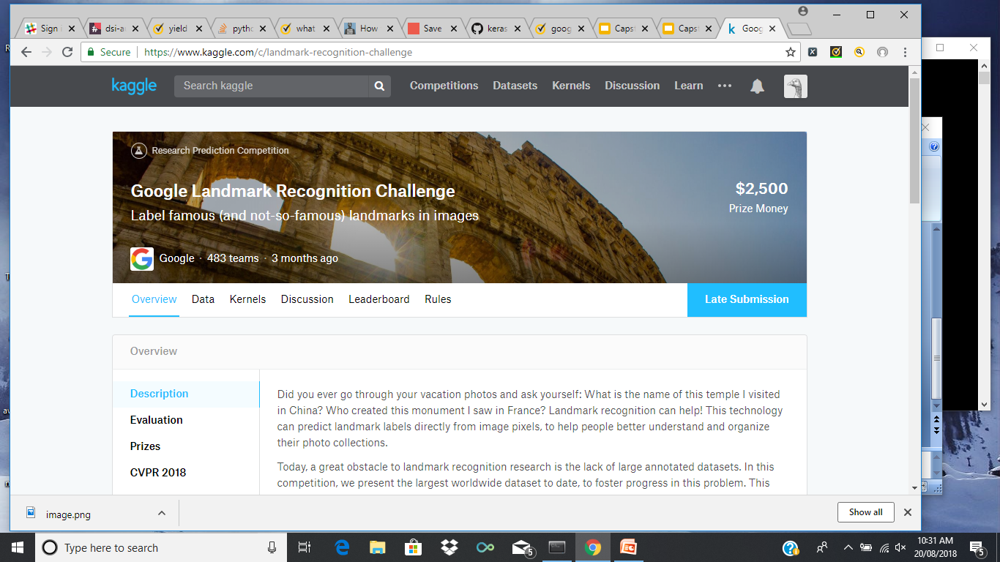 Sign
dsi-a
yield
pytho
what
How
Save
keras
goog
Capst
Capst
Goog
Secure
https://www.kaggle.com/c/landmark-recognition-challenge
kaggle
Search kaggle
Competitions
Datasets
Kernels
Discussion
Learn
Research Prediction Competition
Google Landmark Recognition Challenge
Label famous (and not-so-famous) landmarks in images
$2,500
Prize Money
Google · 483 teams · 3 months ago
Overview
Data
Kernels
Discussion
Leaderboard
Rules
Late Submission
Overview
Description
Evaluation
Prizes
CVPR 2018
Did you ever go through your vacation photos and ask yourself: What is the name of this temple I visited
in China? Who created this monument I saw in France? Landmark recognition can help! This technology
can predict landmark labels directly from image pixels, to help people better understand and organize
their photo collections.
Today, a great obstacle to landmark recognition research is the lack of large annotated datasets. In this
competition, we present the largest worldwide dataset to date, to foster progress in this problem. This
image.png
Show all
Type here to search
5
10:31 AM
20/08/2018
5